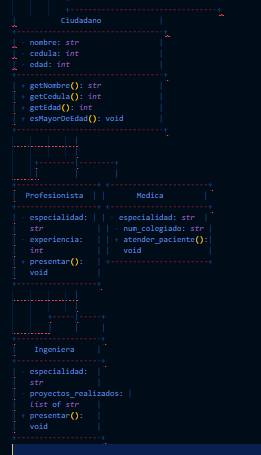 Ciudadano
- nombre: str
- cedula: int
- edad: int
+ getNombre(): str
+ getCedula(): int
+ getEdad(): int
+ esMayorDeEdad(): void
Profesionista | | Medica
- especialidad: | | - especialidad: str
str | | - num_colegiado: str
- experiencia: | | + atender_paciente():
int | | void
+ presentar():
void
Ingeniera
- especialidad:
str
- proyectos_realizados: |
list of str
+ presentar():
void